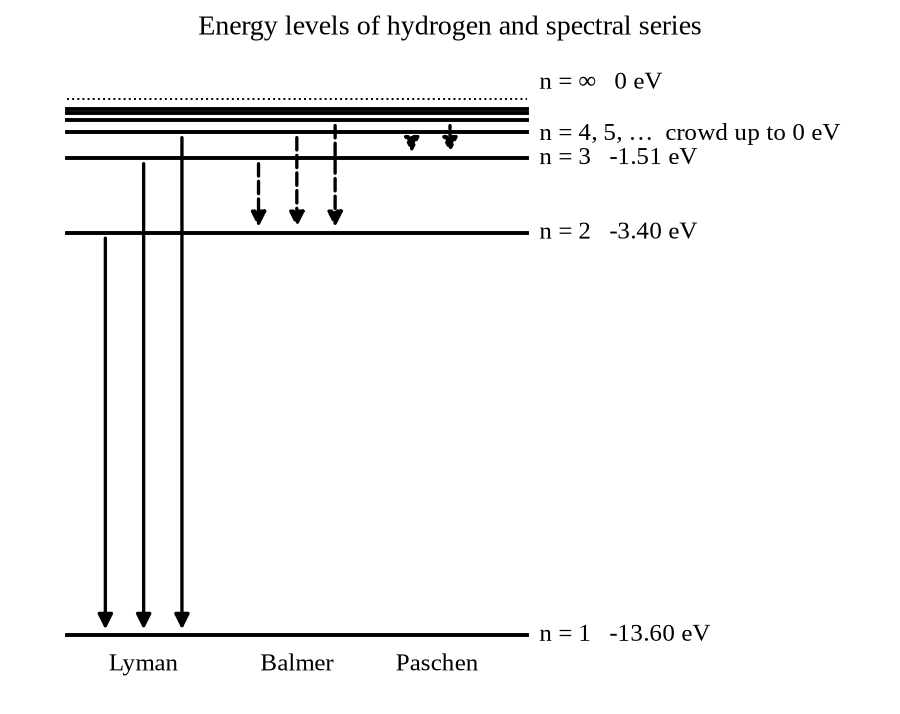 Energy levels of hydrogen and spectral series
n = ∞ 0 eV
n = 4, 5, … crowd up to 0 eV
n = 3 -1.51 eV
n = 2 -3.40 eV
n = 1 -13.60 eV
Lyman Balmer Paschen